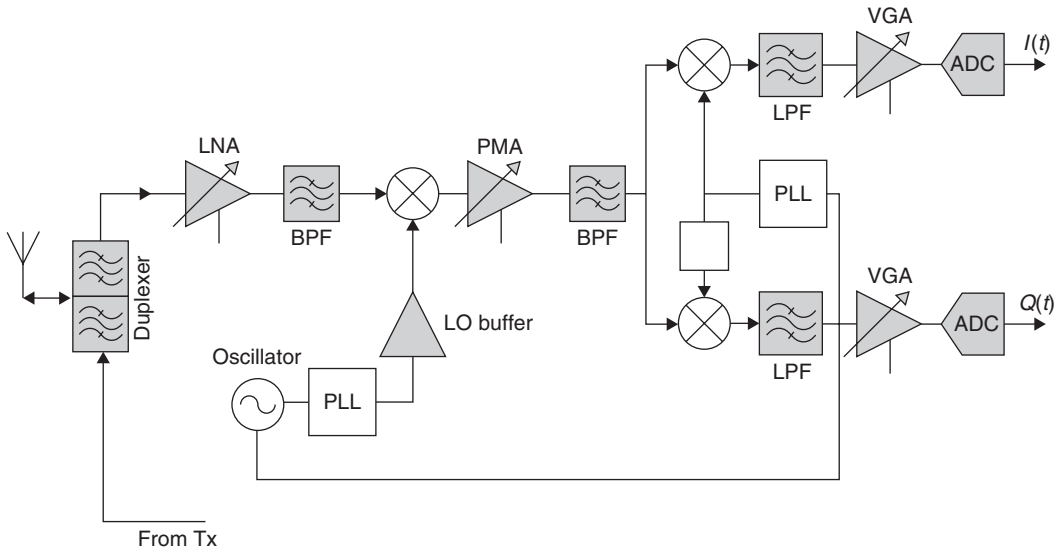 VGA
ADC
I(t)
LPF
LNA
PMA
BPF
BPF
PLL
Duplexer
LO buffer
VGA
ADC
Q(t)
LPF
Oscillator
PLL
From Tx